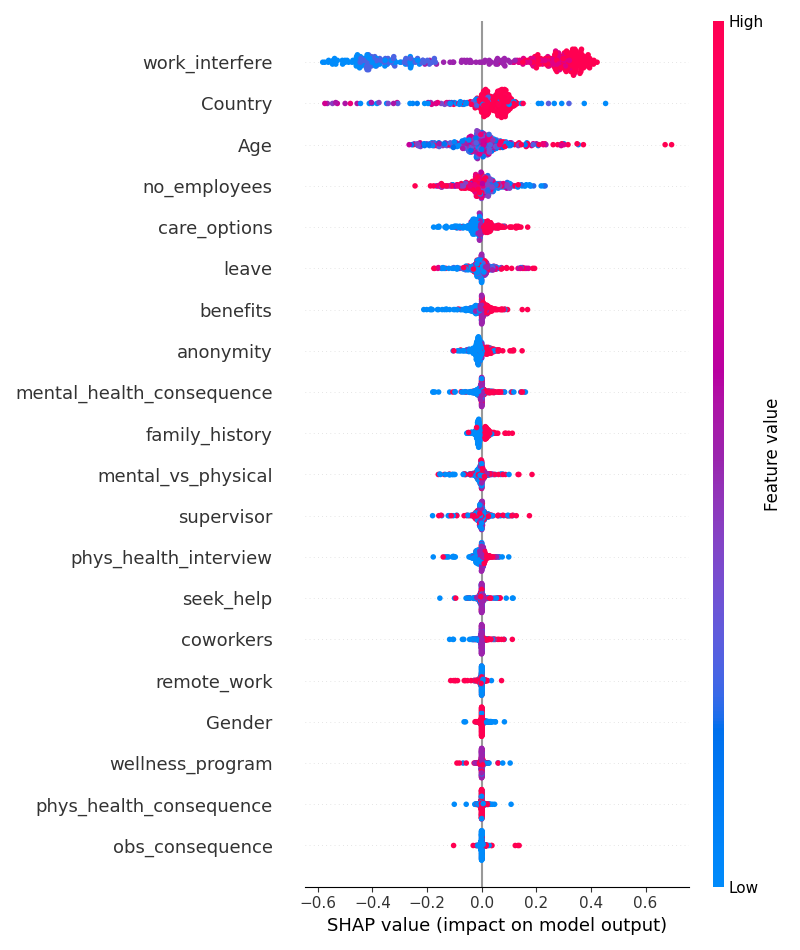 High
work_interfere
Country
Age
no_employees
care_options
leave
benefits
anonymity
mental_health_consequence
family_history
mental_vs_physical
supervisor
phys_health_interview
seek_help
coworkers
remote_work
Gender
wellness_program
phys_health_consequence
obs_consequence
Feature value
Low
−0.6 −0.4 −0.2 0.0 0.2 0.4 0.6
SHAP value (impact on model output)